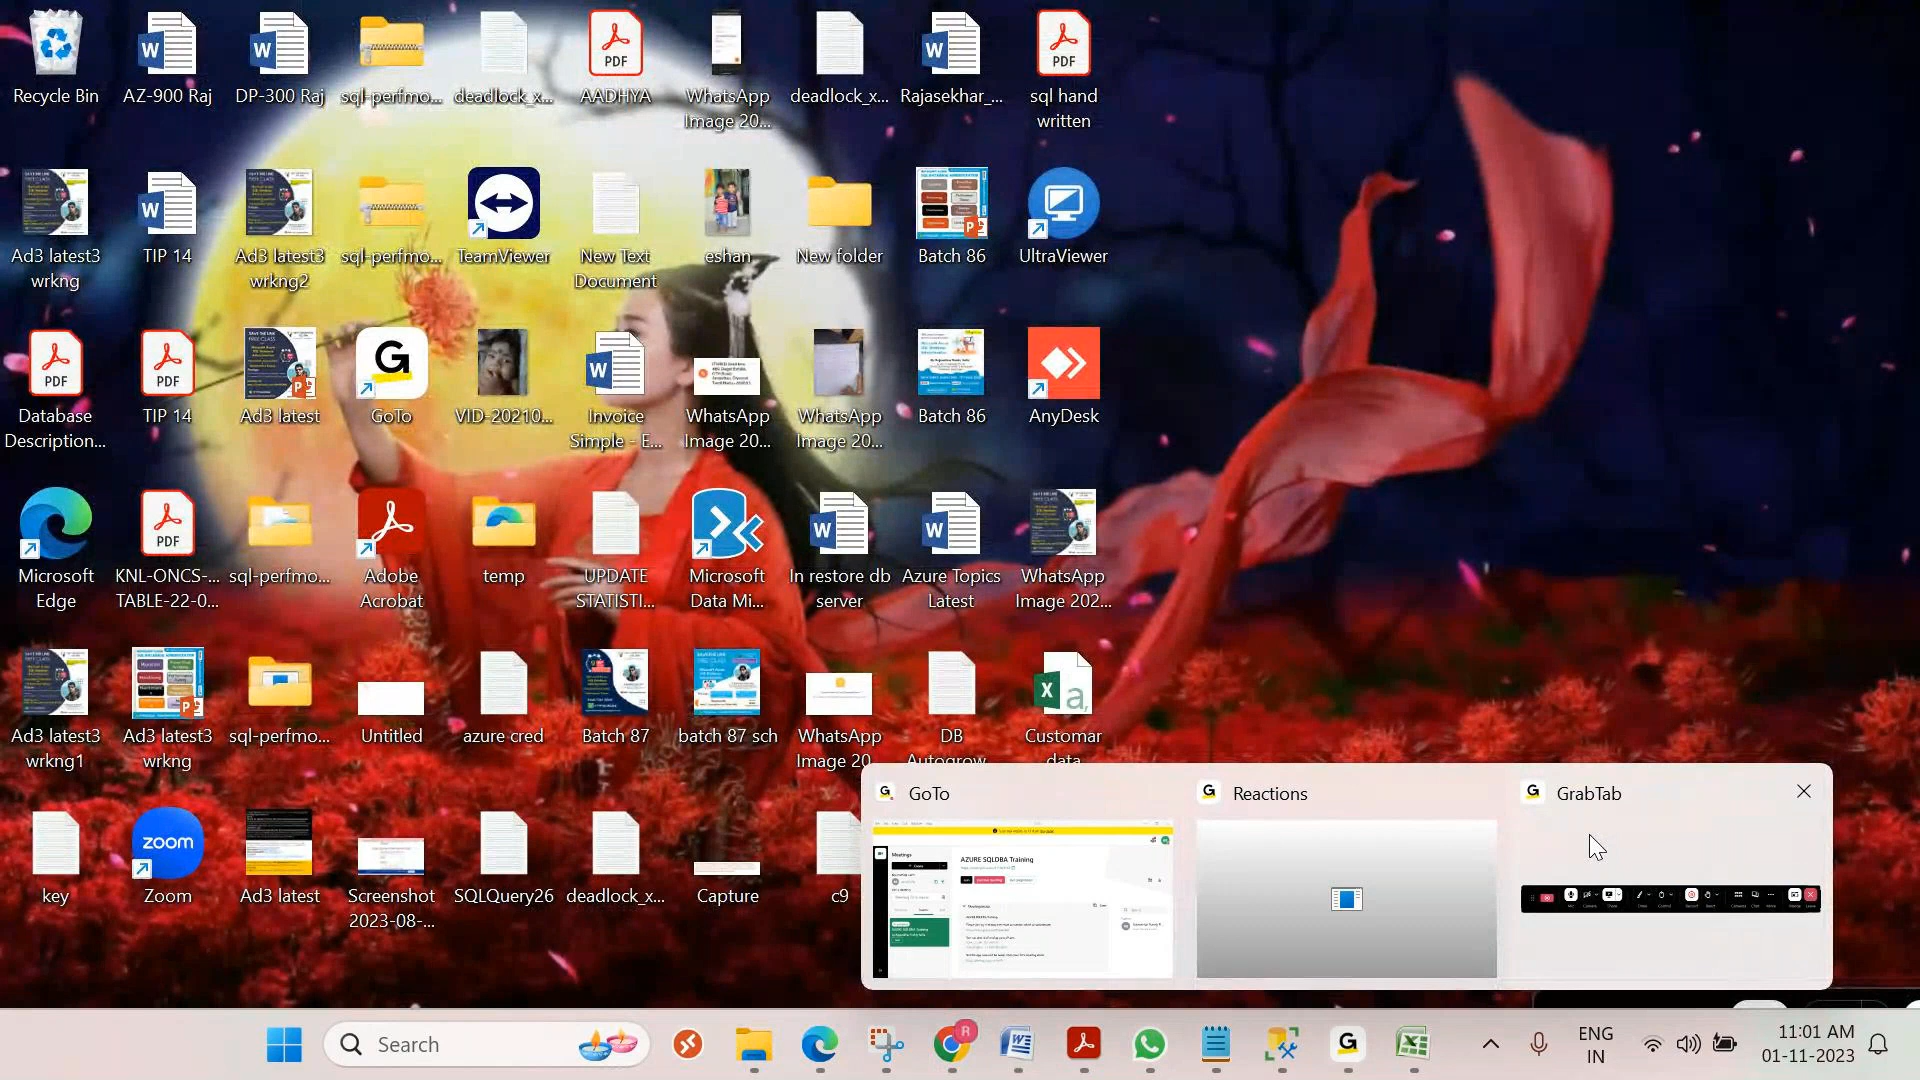 Recycle Bin
AZ-900 Raj
DP-300 Raj
sql-perfmo...
deadlock_x...
AADHYA
WhatsApp
Image 20...
deadlock_x...
Rajasekhar_...
sql hand
written
Ad3 latest3
wrkng
TIP 14
Ad3 latest3
wrkng2
sql-perfmo...
TeamViewer
New Text
Document
eshan
New folder
Batch 86
UltraViewer
Database
Description...
TIP 14
Ad3 latest
GoTo
VID-20210...
Invoice
Simple - E...
WhatsApp
Image 20...
WhatsApp
Image 20...
Batch 86
AnyDesk
Microsoft
Edge
KNL-ONCS-...
TABLE-22-0...
sql-perfmo...
Adobe
Acrobat
temp
UPDATE
STATISTI...
Microsoft
Data Mi...
In restore db
server
Azure Topics
Latest
WhatsApp
Image 202...
Ad3 latest3
wrkng1
Ad3 latest3
wrkng
sql-perfmo...
Untitled
azure cred
Batch 87
batch 87 sch
WhatsApp
Image 20...
DB
Autogrow...
Customar
data
key
zoom
Zoom
Ad3 latest
Screenshot
2023-08-...
SQLQuery26
deadlock_x...
Capture
c9
GoTo
Reactions
GrabTab
Meetings
AZURE SQLDBA Training
Search
ENG
IN
11:01 AM
01-11-2023